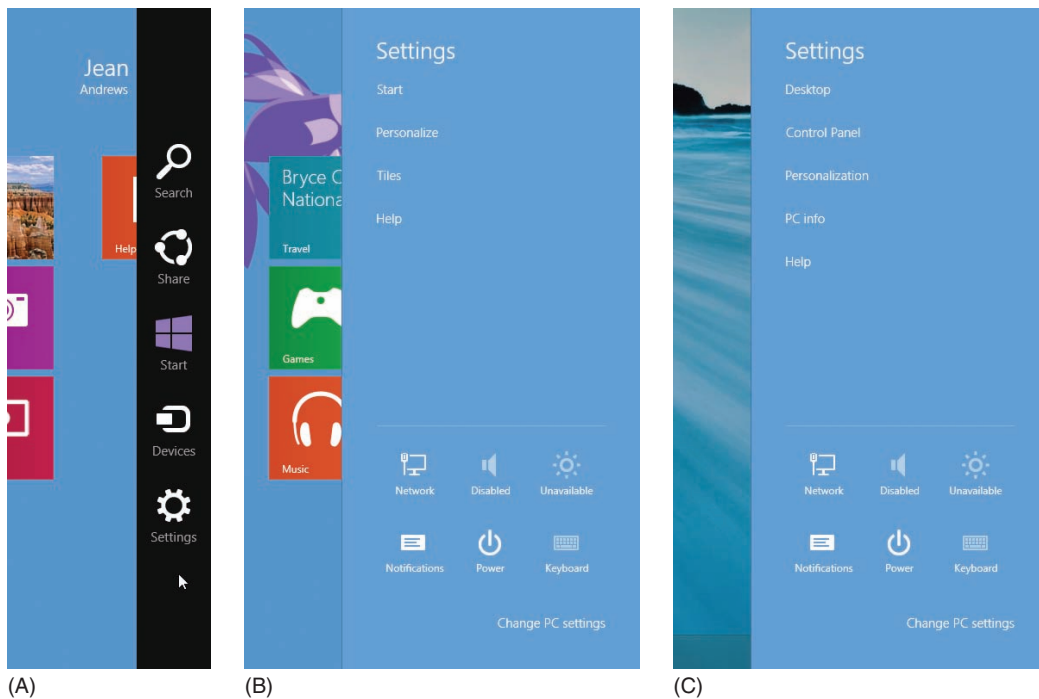 Jean
Andrews
Help
Search
Share
Start
Devices
Settings
(A)
Bryce C
Nationa
Travel
Games
Music
Settings
Start
Personalize
Tiles
Help
Network Disabled Unavailable
Notifications Power Keyboard
Change PC settings
(B)
Settings
Desktop
Control Panel
Personalization
PC info
Help
Network Disabled Unavailable
Notifications Power Keyboard
Change PC settings
(C)